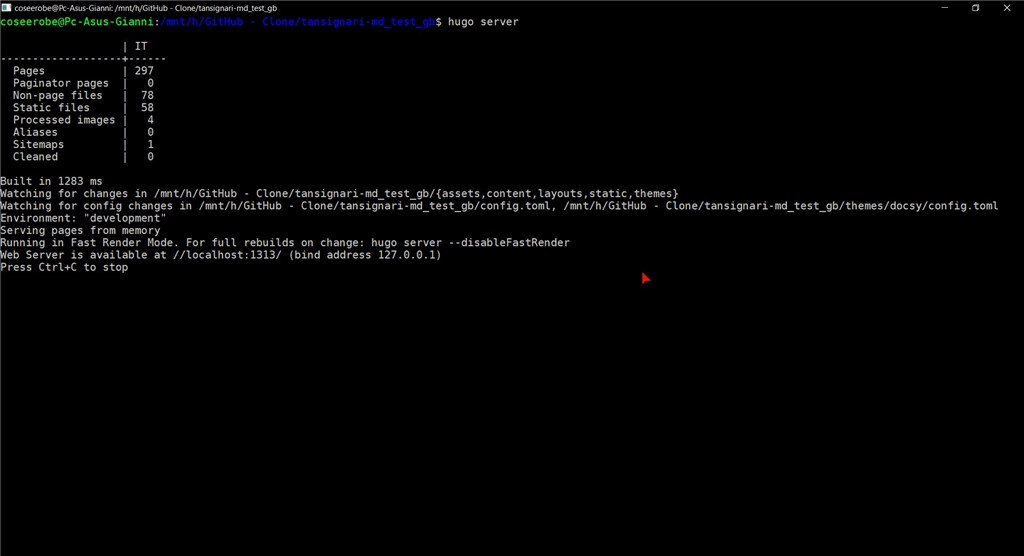 coseerobe@Pc-Asus-Gianni: /mnt/h/GitHub - Clone/tansignari-md_test_gb
coseerobe@Pc-Asus-Gianni:/mnt/h/GitHub - Clone/tansignari-md_test_gb$ hugo server
| IT
-------------------+------
Pages | 297
Paginator pages | 0
Non-page files | 78
Static files | 58
Processed images | 4
Aliases | 0
Sitemaps | 1
Cleaned | 0
Built in 1283 ms
Watching for changes in /mnt/h/GitHub - Clone/tansignari-md_test_gb/{assets,content,layouts,static,themes}
Watching for config changes in /mnt/h/GitHub - Clone/tansignari-md_test_gb/config.toml, /mnt/h/GitHub - Clone/tansignari-md_test_gb/themes/docsy/config.toml
Environment: "development"
Serving pages from memory
Running in Fast Render Mode. For full rebuilds on change: hugo server --disableFastRender
Web Server is available at //localhost:1313/ (bind address 127.0.0.1)
Press Ctrl+C to stop